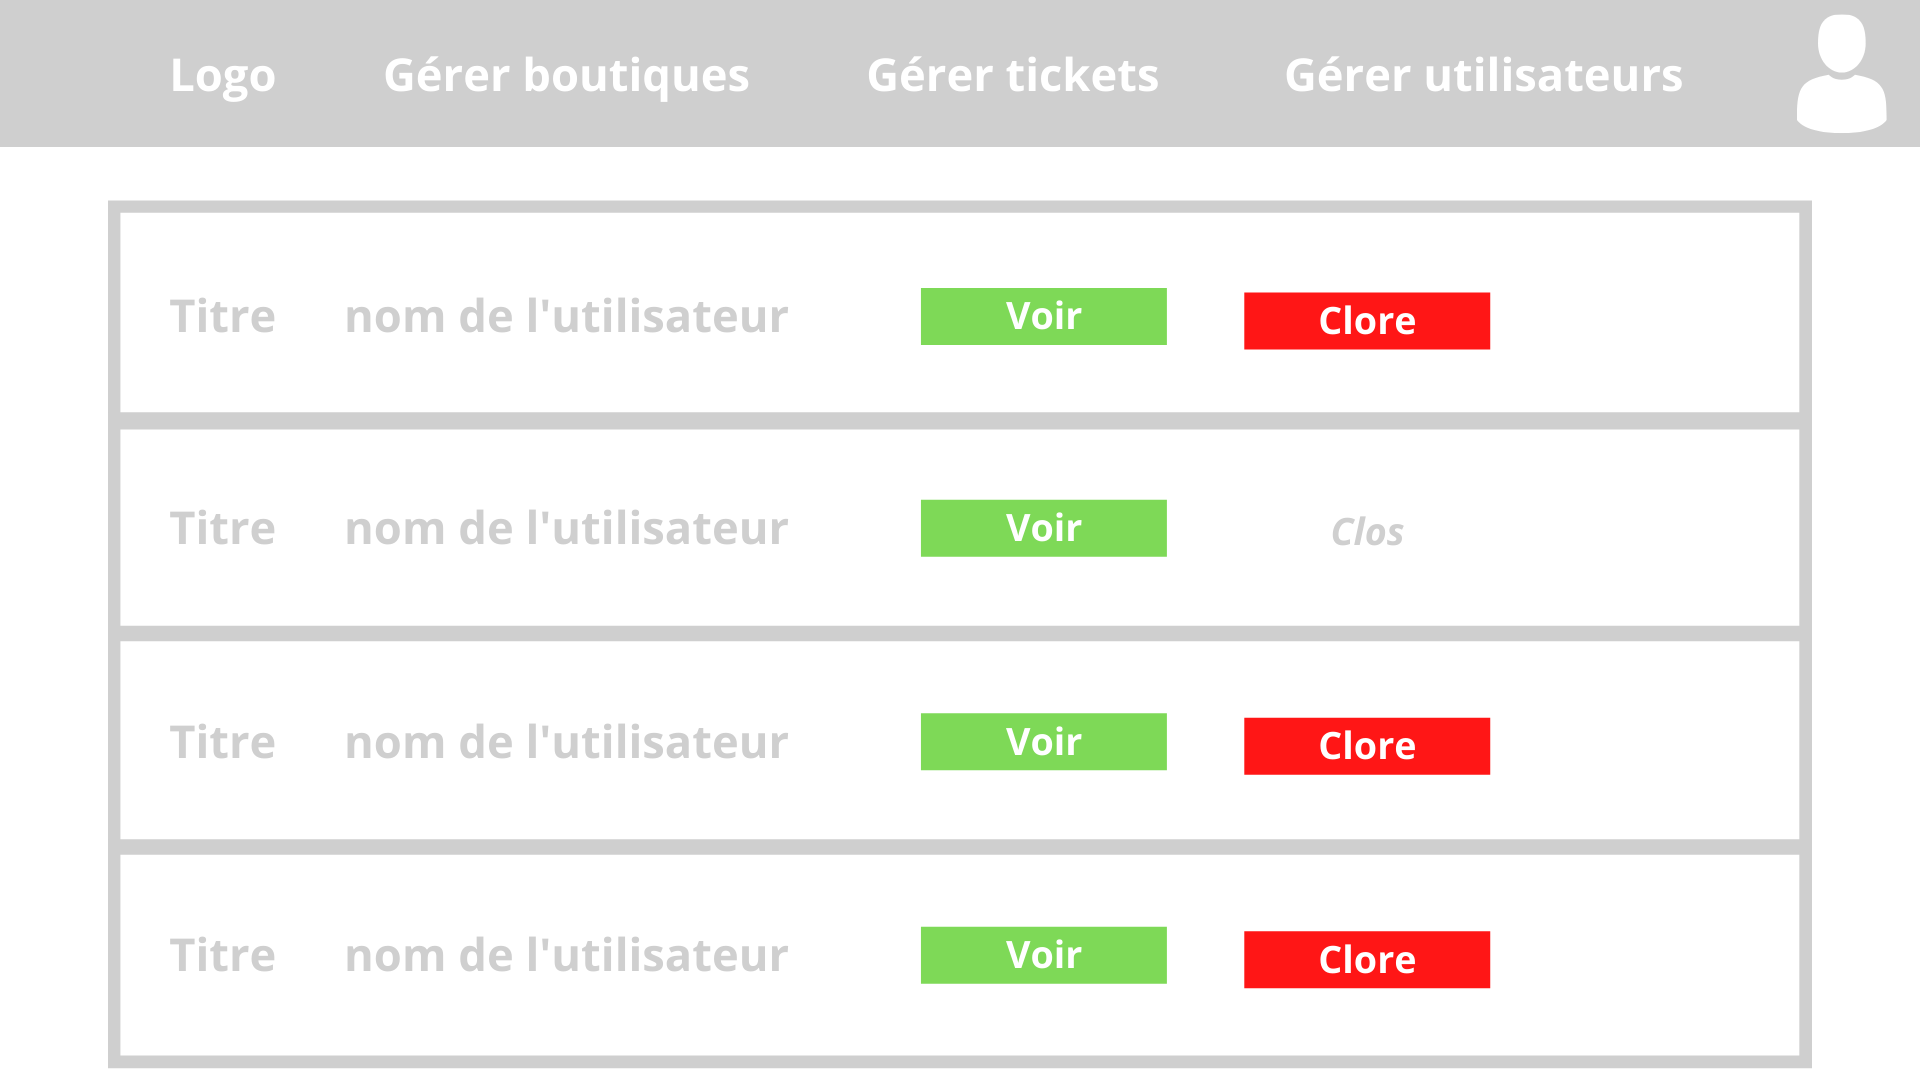 Logo Gérer boutiques Gérer tickets Gérer utilisateurs
Titre nom de l'utilisateur Voir Clore
Titre nom de l'utilisateur Voir Clos
Titre nom de l'utilisateur Voir Clore
Titre nom de l'utilisateur Voir Clore